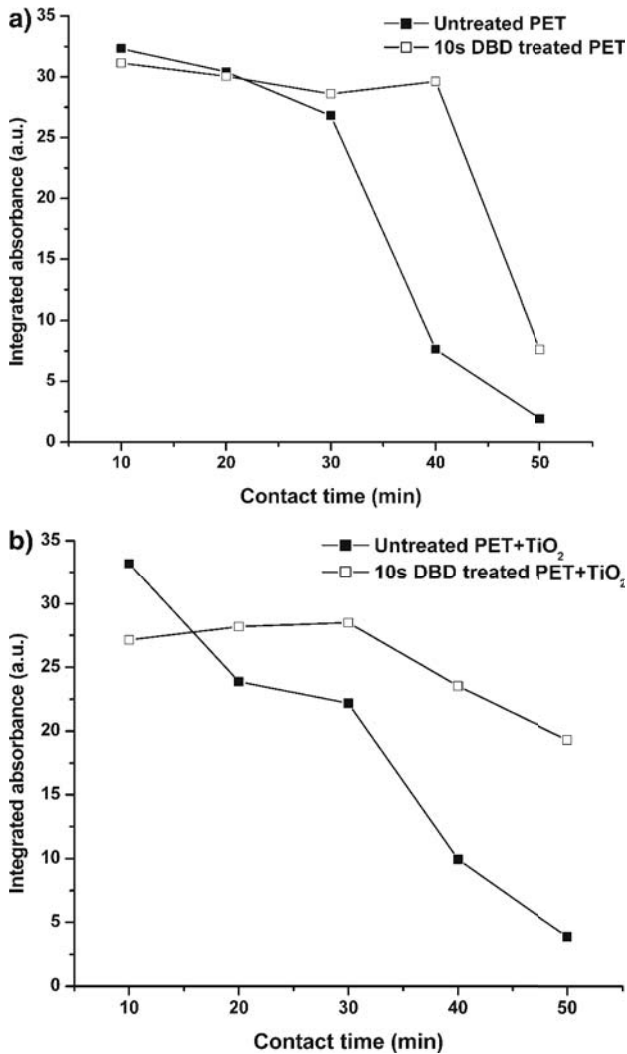 a)
Untreated PET
10s DBD treated PET
35
30
25
20
15
10
5
0
Integrated absorbance (a.u.)
10 20 30 40 50
Contact time (min)
b)
Untreated PET+TiO₂
10s DBD treated PET+TiO₂
35
30
25
20
15
10
5
0
Integrated absorbance (a.u.)
10 20 30 40 50
Contact time (min)